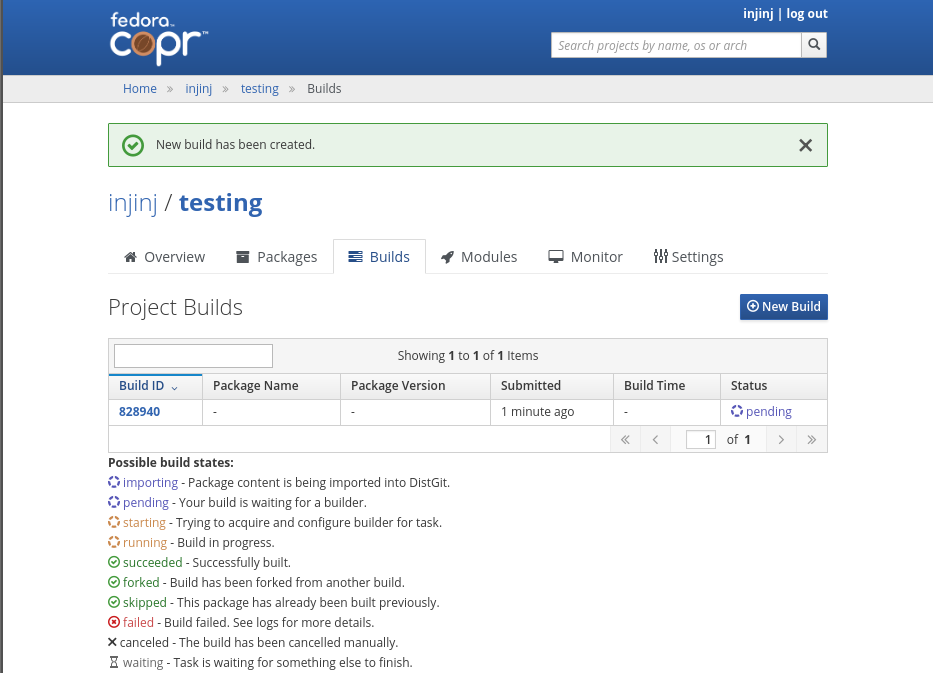 injinj | log out
fedora™
copr™
Search projects by name, os or arch
Home » injinj » testing » Builds
New build has been created.
injinj / testing
Overview Packages Builds Modules Monitor Settings
Project Builds
New Build
Showing 1 to 1 of 1 Items
Build ID Package Name Package Version Submitted Build Time Status
828940 - - 1 minute ago - pending
« ‹ 1 of 1 › »
Possible build states:
importing - Package content is being imported into DistGit.
pending - Your build is waiting for a builder.
starting - Trying to acquire and configure builder for task.
running - Build in progress.
succeeded - Successfully built.
forked - Build has been forked from another build.
skipped - This package has already been built previously.
failed - Build failed. See logs for more details.
canceled - The build has been cancelled manually.
waiting - Task is waiting for something else to finish.